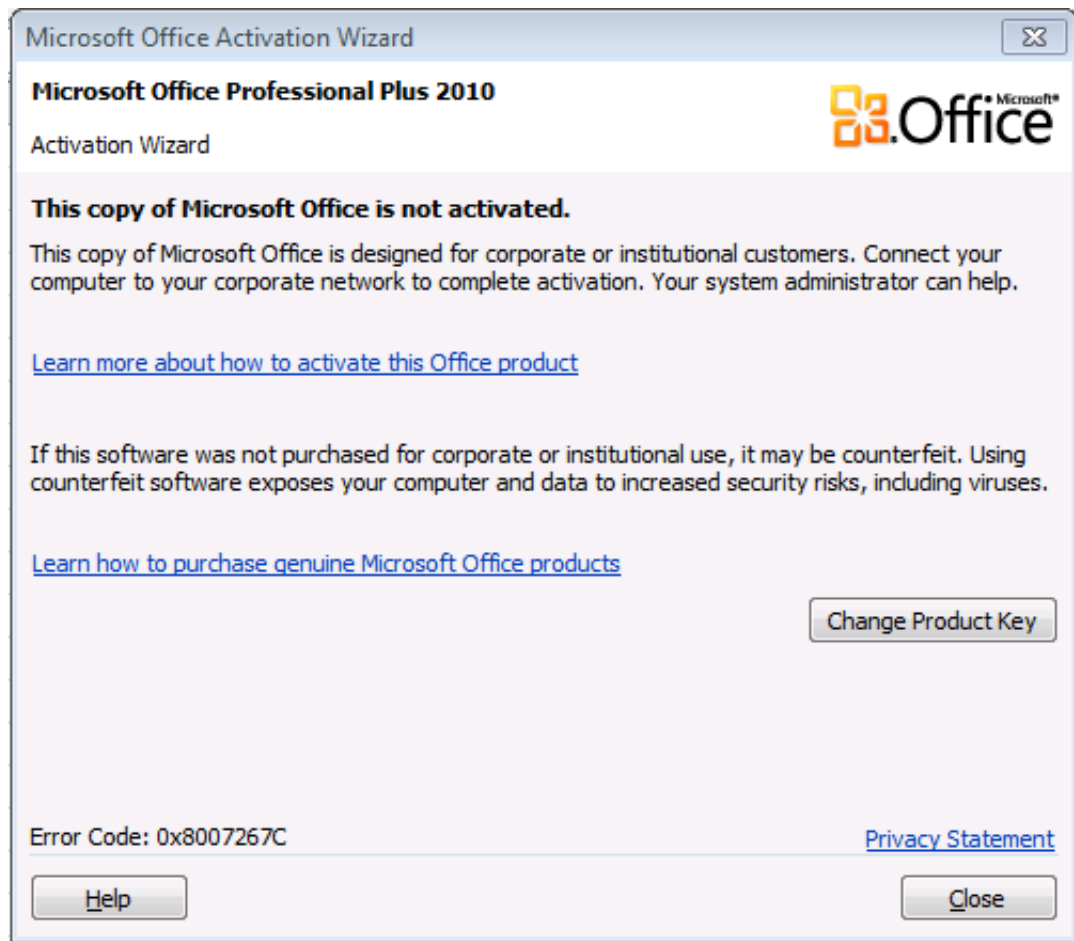 Microsoft Office Activation Wizard
Microsoft Office Professional Plus 2010
Microsoft®
Office
Activation Wizard
This copy of Microsoft Office is not activated.
This copy of Microsoft Office is designed for corporate or institutional customers. Connect your
computer to your corporate network to complete activation. Your system administrator can help.
Learn more about how to activate this Office product
If this software was not purchased for corporate or institutional use, it may be counterfeit. Using
counterfeit software exposes your computer and data to increased security risks, including viruses.
Learn how to purchase genuine Microsoft Office products
Change Product Key
Error Code: 0x8007267C
Privacy Statement
Help
Close